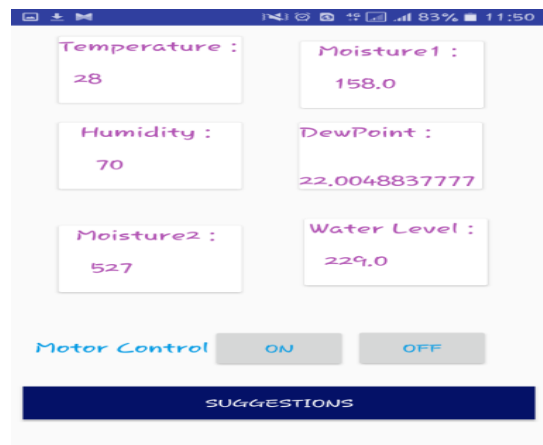 83% 11:50
Temperature :
28
Moisture1 :
158.0
Humidity :
70
DewPoint :
22.0048837777
Moisture2 :
527
Water Level :
229.0
Motor Control ON OFF
SUGGESTIONS